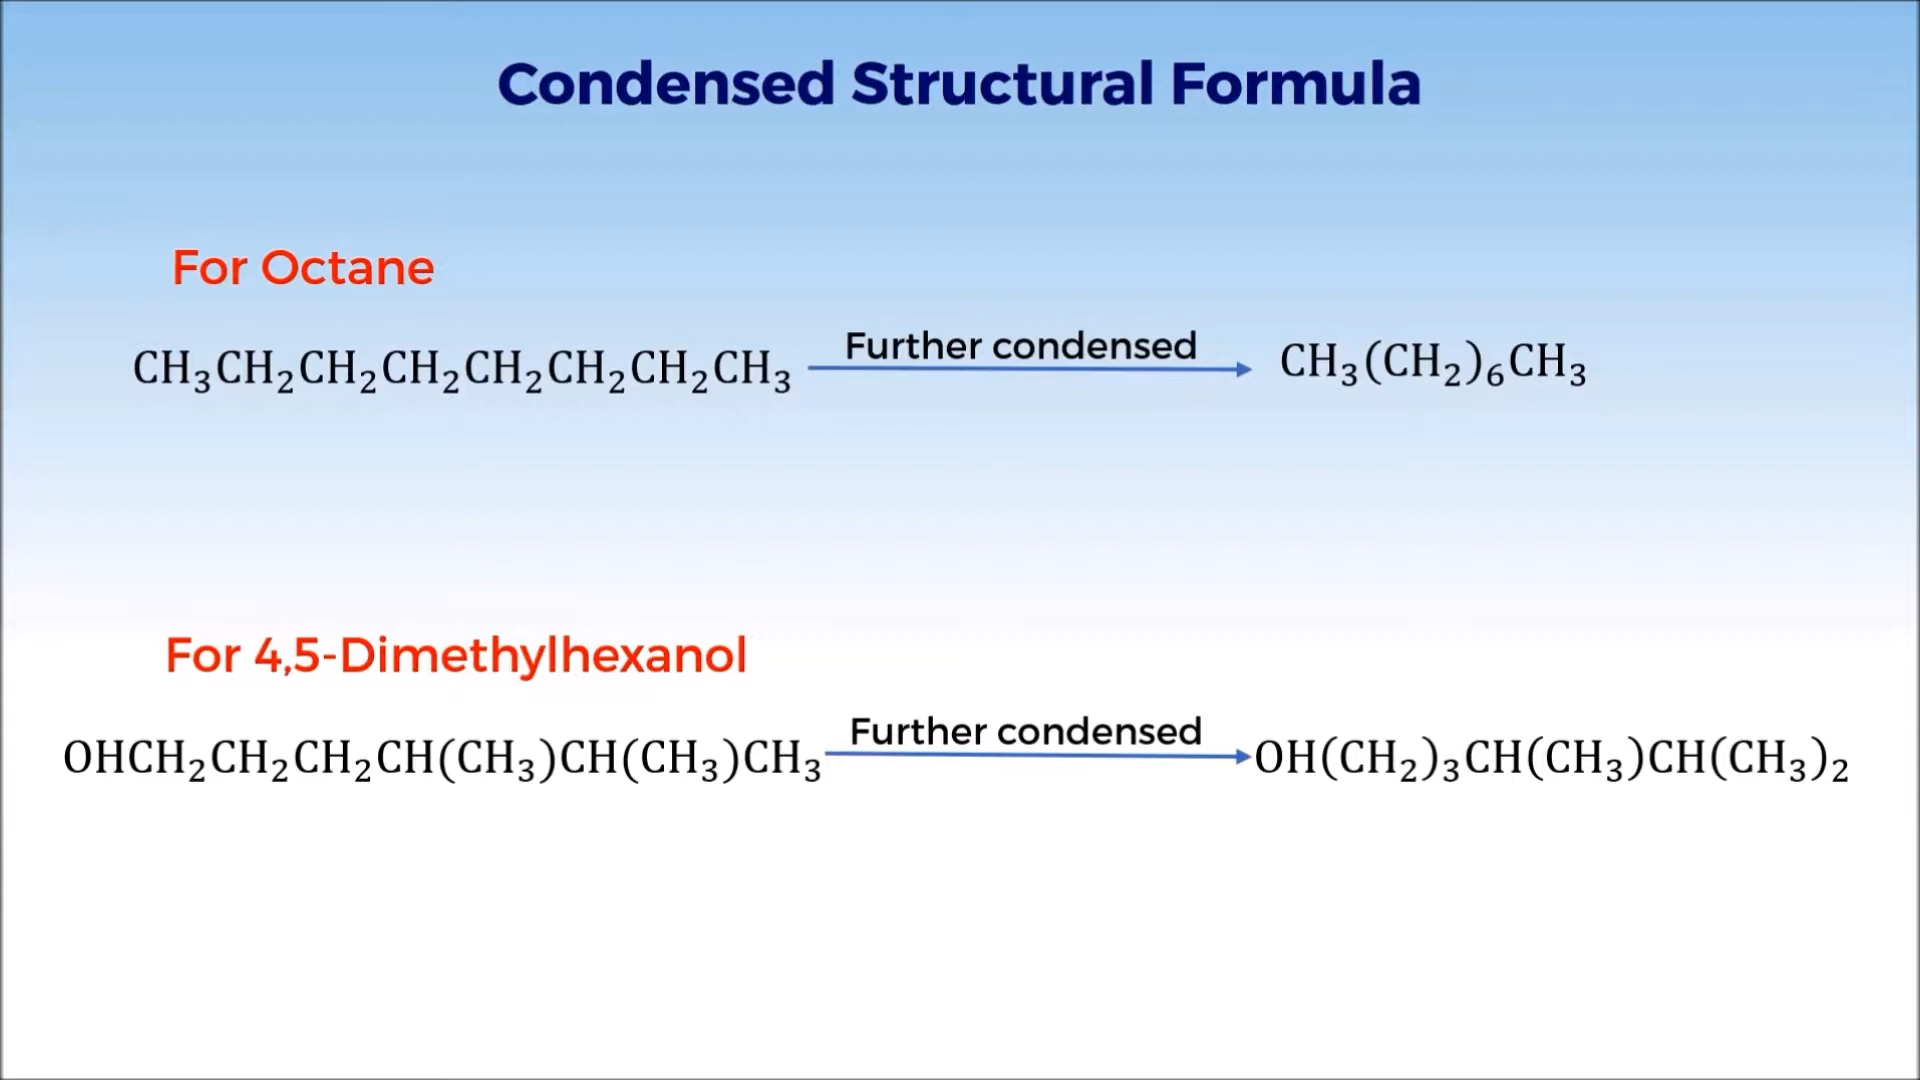 Condensed Structural Formula
For Octane
CH₃CH₂CH₂CH₂CH₂CH₂CH₂CH₃ Further condensed CH₃(CH₂)₆CH₃
For 4,5-Dimethylhexanol
OHCH₂CH₂CH₂CH(CH₃)CH(CH₃)CH₃ Further condensed OH(CH₂)₃CH(CH₃)CH(CH₃)₂